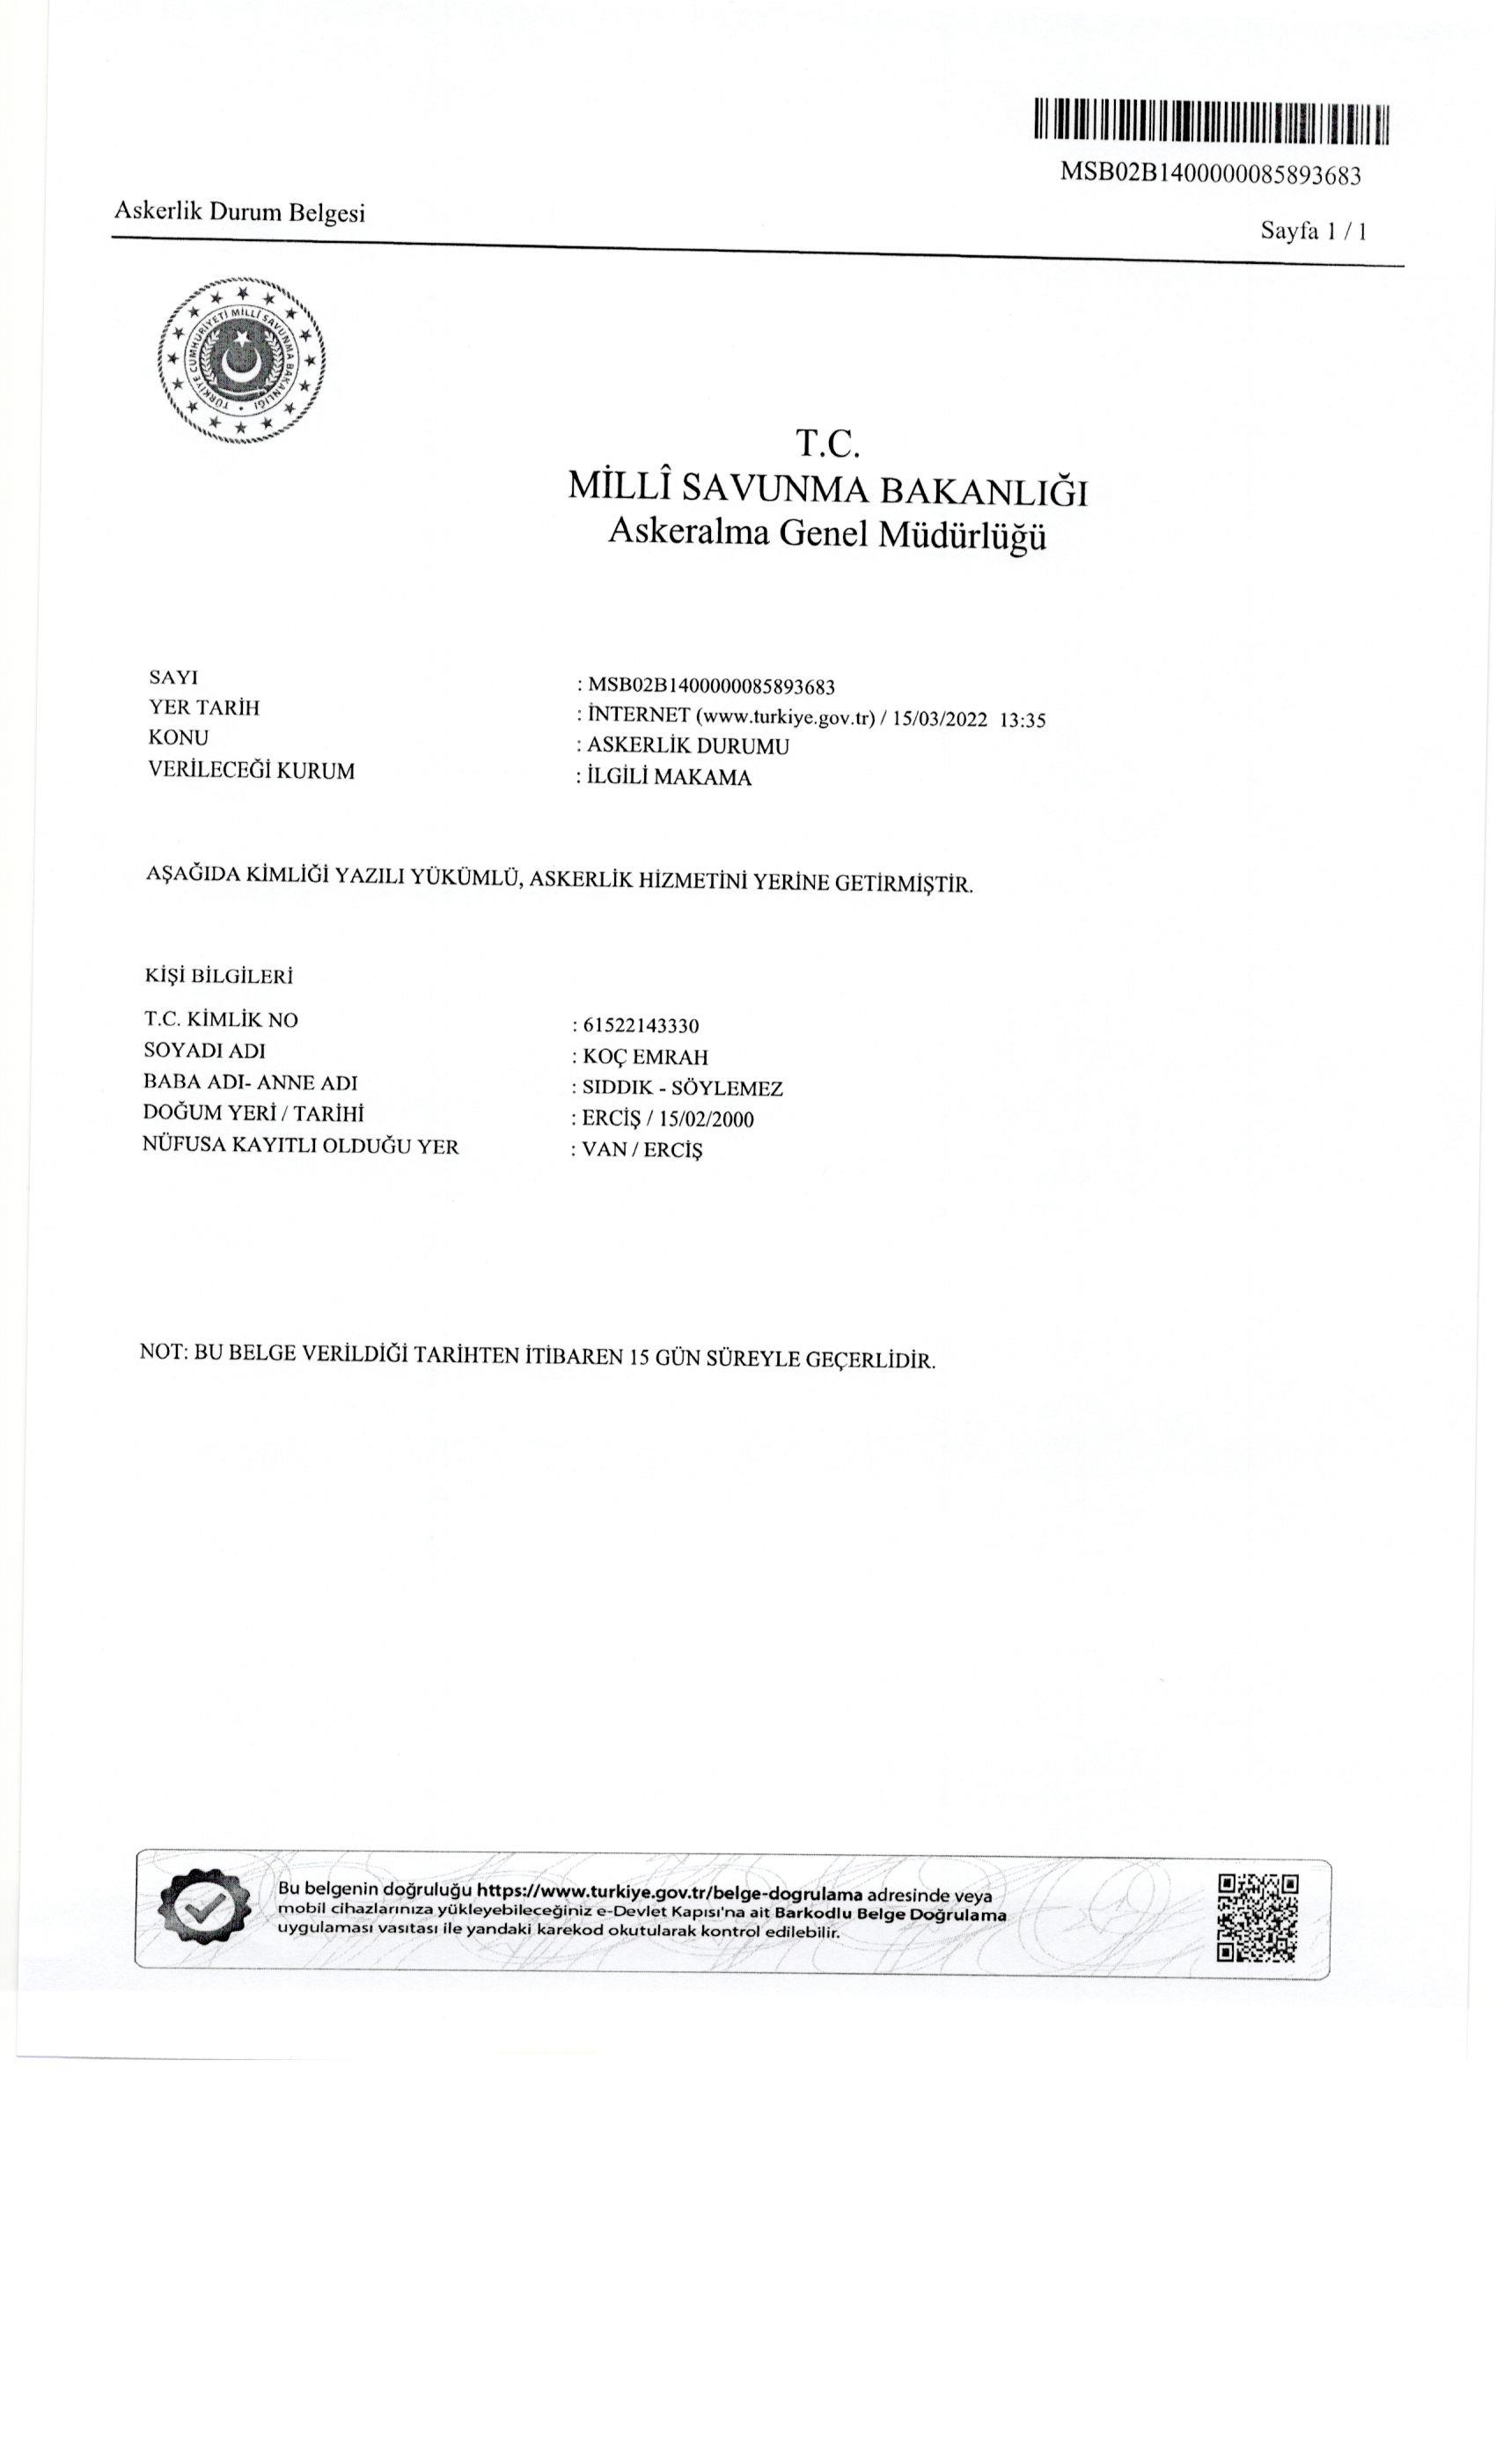 MSB02B1400000085893683
Askerlik Durum Belgesi
Sayfa 1 / 1
TÜRKİYE CUMHURİYETİ MİLLÎ SAVUNMA BAKANLIĞI
T.C.
MİLLÎ SAVUNMA BAKANLIĞI
Askeralma Genel Müdürlüğü
SAYI : MSB02B1400000085893683
YER TARİH : İNTERNET (www.turkiye.gov.tr) / 15/03/2022 13:35
KONU : ASKERLİK DURUMU
VERİLECEĞİ KURUM : İLGİLİ MAKAMA
AŞAĞIDA KİMLİĞİ YAZILI YÜKÜMLÜ, ASKERLİK HİZMETİNİ YERİNE GETİRMİŞTİR.
KİŞİ BİLGİLERİ
T.C. KİMLİK NO : 61522143330
SOYADI ADI : KOÇ EMRAH
BABA ADI- ANNE ADI : SIDDIK - SÖYLEMEZ
DOĞUM YERİ / TARİHİ : ERCİŞ / 15/02/2000
NÜFUSA KAYITLI OLDUĞU YER : VAN / ERCİŞ
NOT: BU BELGE VERİLDİĞİ TARİHTEN İTİBAREN 15 GÜN SÜREYLE GEÇERLİDİR.
Bu belgenin doğruluğu https://www.turkiye.gov.tr/belge-dogrulama adresinde veya
mobil cihazlarınıza yükleyebileceğiniz e-Devlet Kapısı'na ait Barkodlu Belge Doğrulama
uygulaması vasıtası ile yandaki karekod okutularak kontrol edilebilir.